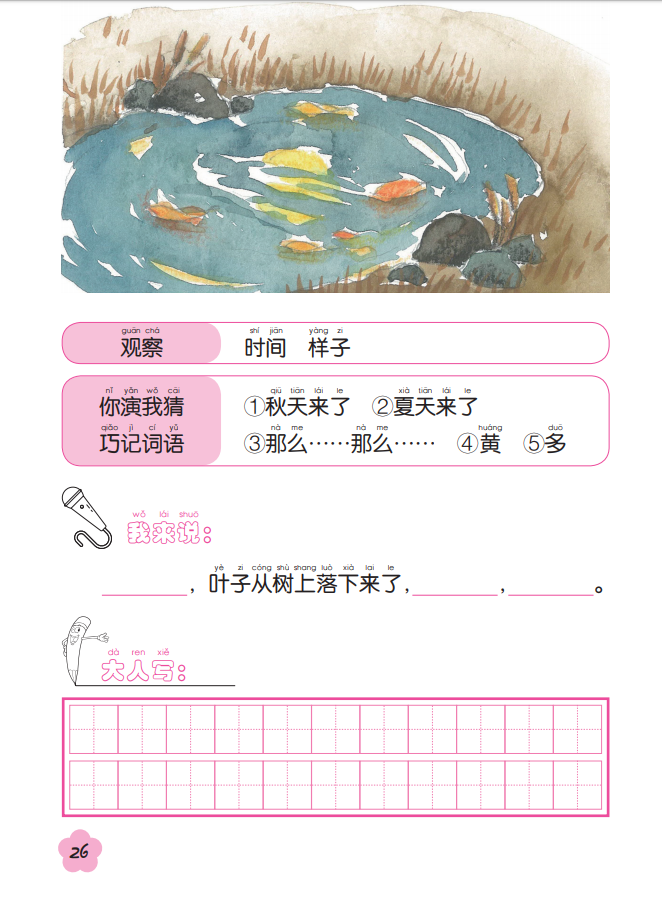 guān chá shí jiān yàng zi
观察 时间 样子
nǐ yǎn wǒ cāi qiū tiān lái le xià tiān lái le
你演我猜 ①秋天来了 ②夏天来了
qiǎo jì cí yǔ nà me nà me huáng duō
巧记词语 ③那么……那么…… ④黄 ⑤多
wǒ lái shuō
我来说：
yè zi cóng shù shang luò xià lai le
，叶子从树上落下来了， ， 。
dà ren xiě
大人写：
26